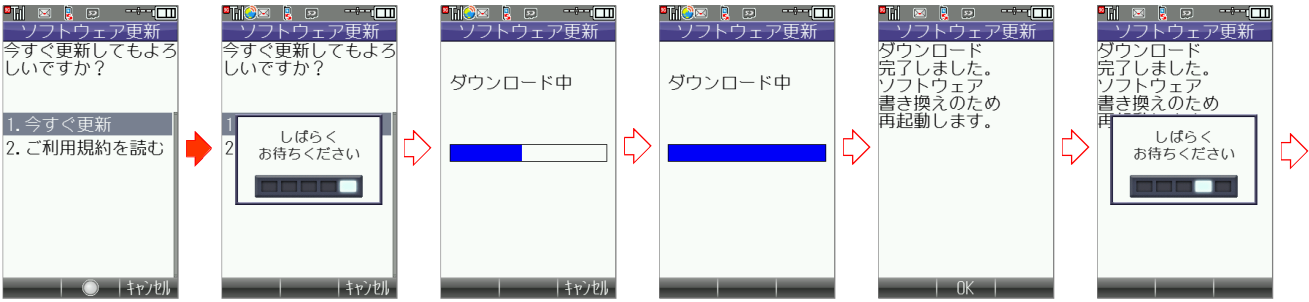 ソフトウェア更新
今すぐ更新してもよろ
しいですか？
1.今すぐ更新
2.ご利用規約を読む
ｷｬﾝｾﾙ
ソフトウェア更新
今すぐ更新してもよろ
しいですか？
1
2
しばらく
お待ちください
ｷｬﾝｾﾙ
ソフトウェア更新
ダウンロード中
ｷｬﾝｾﾙ
ソフトウェア更新
ダウンロード中
ソフトウェア更新
ダウンロード
完了しました。
ソフトウェア
書き換えのため
再起動します。
OK
ソフトウェア更新
ダウンロード
完了しました。
ソフトウェア
書き換えのため
再
しばらく
お待ちください